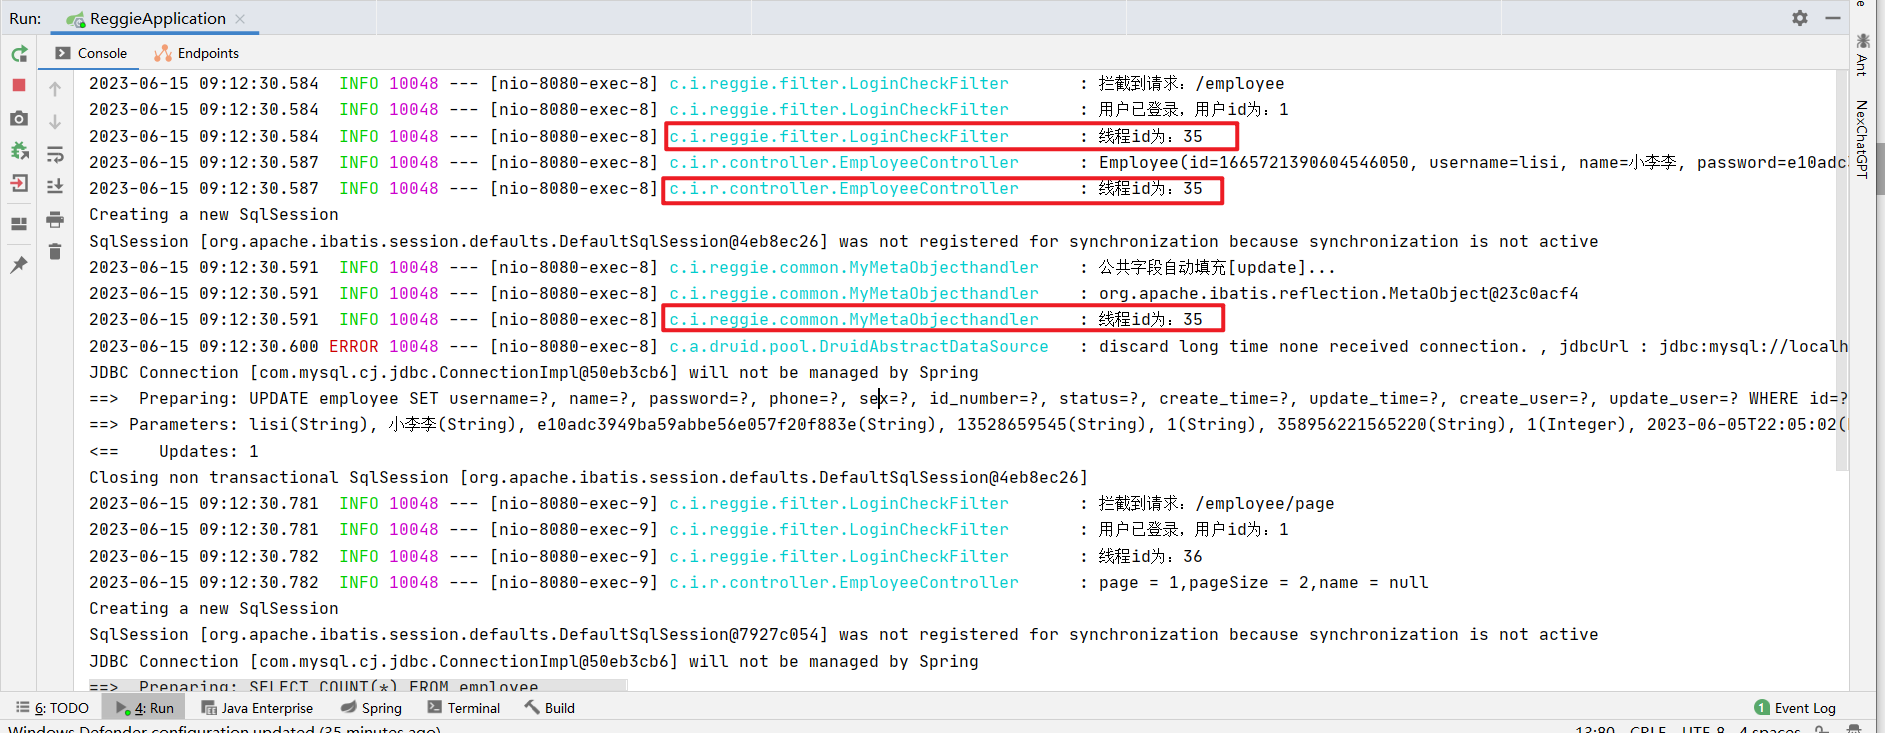 Run: ReggieApplication
Console Endpoints
2023-06-15 09:12:30.584 INFO 10048 --- [nio-8080-exec-8] c.i.reggie.filter.LoginCheckFilter : 拦截到请求：/employee
2023-06-15 09:12:30.584 INFO 10048 --- [nio-8080-exec-8] c.i.reggie.filter.LoginCheckFilter : 用户已登录，用户id为：1
2023-06-15 09:12:30.584 INFO 10048 --- [nio-8080-exec-8] c.i.reggie.filter.LoginCheckFilter : 线程id为：35
2023-06-15 09:12:30.587 INFO 10048 --- [nio-8080-exec-8] c.i.r.controller.EmployeeController : Employee(id=1665721390604546050, username=lisi, name=小李李, password=e10adc
2023-06-15 09:12:30.587 INFO 10048 --- [nio-8080-exec-8] c.i.r.controller.EmployeeController : 线程id为：35
Creating a new SqlSession
SqlSession [org.apache.ibatis.session.defaults.DefaultSqlSession@4eb8ec26] was not registered for synchronization because synchronization is not active
2023-06-15 09:12:30.591 INFO 10048 --- [nio-8080-exec-8] c.i.reggie.common.MyMetaObjecthandler : 公共字段自动填充[update]...
2023-06-15 09:12:30.591 INFO 10048 --- [nio-8080-exec-8] c.i.reggie.common.MyMetaObjecthandler : org.apache.ibatis.reflection.MetaObject@23c0acf4
2023-06-15 09:12:30.591 INFO 10048 --- [nio-8080-exec-8] c.i.reggie.common.MyMetaObjecthandler : 线程id为：35
2023-06-15 09:12:30.600 ERROR 10048 --- [nio-8080-exec-8] c.a.druid.pool.DruidAbstractDataSource : discard long time none received connection. , jdbcUrl : jdbc:mysql://localh
JDBC Connection [com.mysql.cj.jdbc.ConnectionImpl@50eb3cb6] will not be managed by Spring
==> Preparing: UPDATE employee SET username=?, name=?, password=?, phone=?, sex=?, id_number=?, status=?, create_time=?, update_time=?, create_user=?, update_user=? WHERE id=?
==> Parameters: lisi(String), 小李李(String), e10adc3949ba59abbe56e057f20f883e(String), 13528659545(String), 1(String), 358956221565220(String), 1(Integer), 2023-06-05T22:05:02(
<== Updates: 1
Closing non transactional SqlSession [org.apache.ibatis.session.defaults.DefaultSqlSession@4eb8ec26]
2023-06-15 09:12:30.781 INFO 10048 --- [nio-8080-exec-9] c.i.reggie.filter.LoginCheckFilter : 拦截到请求：/employee/page
2023-06-15 09:12:30.781 INFO 10048 --- [nio-8080-exec-9] c.i.reggie.filter.LoginCheckFilter : 用户已登录，用户id为：1
2023-06-15 09:12:30.782 INFO 10048 --- [nio-8080-exec-9] c.i.reggie.filter.LoginCheckFilter : 线程id为：36
2023-06-15 09:12:30.782 INFO 10048 --- [nio-8080-exec-9] c.i.r.controller.EmployeeController : page = 1,pageSize = 2,name = null
Creating a new SqlSession
SqlSession [org.apache.ibatis.session.defaults.DefaultSqlSession@7927c054] was not registered for synchronization because synchronization is not active
JDBC Connection [com.mysql.cj.jdbc.ConnectionImpl@50eb3cb6] will not be managed by Spring
==> Preparing: SELECT COUNT(*) FROM employee
Ant
NexChatGPT
6: TODO 4: Run Java Enterprise Spring Terminal Build 1 Event Log
Windows Defender configuration updated (35 minutes ago) 13:80 CRLF UTF-8 4 spaces